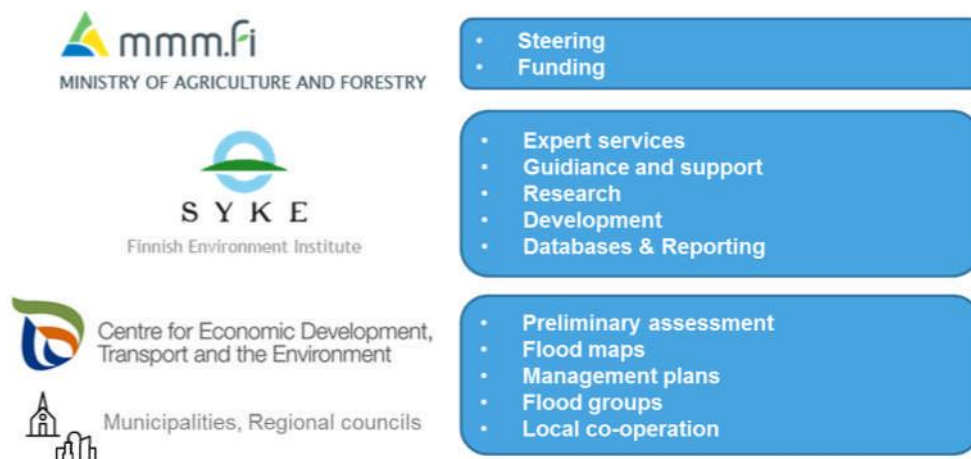 mmm.fi
MINISTRY OF AGRICULTURE AND FORESTRY
• Steering
• Funding
SYKE
Finnish Environment Institute
• Expert services
• Guidiance and support
• Research
• Development
• Databases & Reporting
Centre for Economic Development,
Transport and the Environment
Municipalities, Regional councils
• Preliminary assessment
• Flood maps
• Management plans
• Flood groups
• Local co-operation